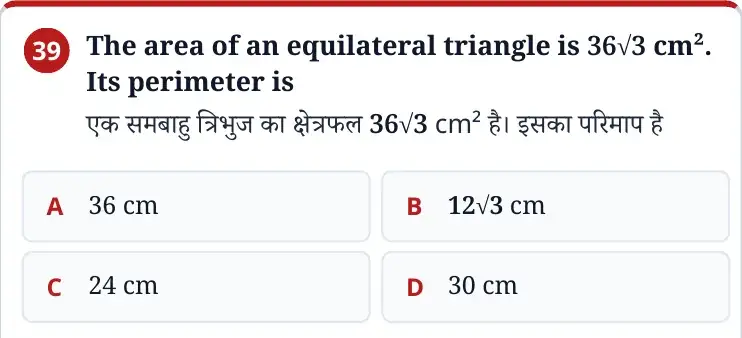 39 The area of an equilateral triangle is 36√3 cm².
Its perimeter is
एक समबाहु त्रिभुज का क्षेत्रफल 36√3 cm² है। इसका परिमाप है
A 36 cm
B 12√3 cm
C 24 cm
D 30 cm